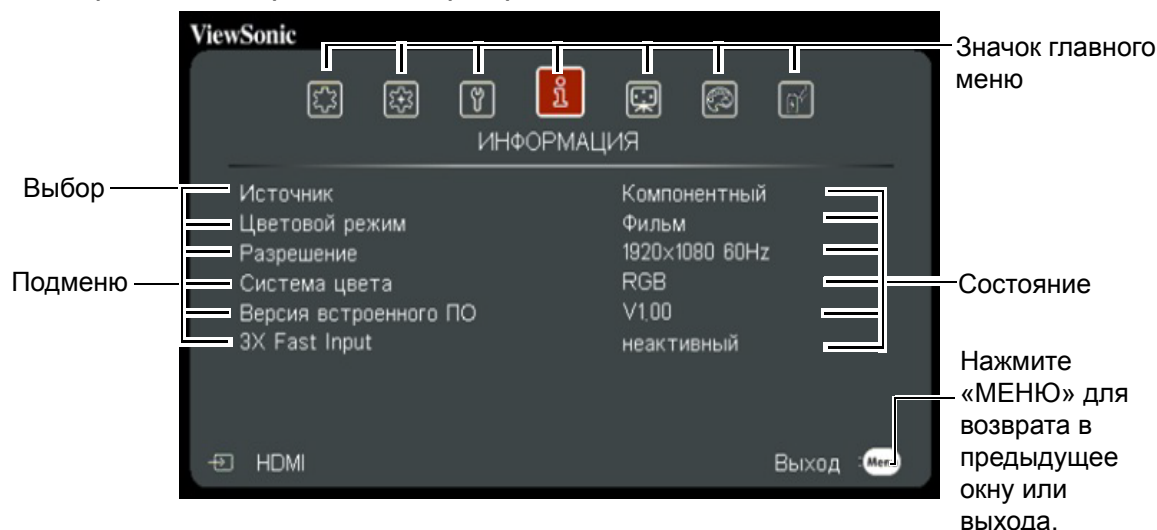 ViewSonic
Значок главного
меню
ИНФОРМАЦИЯ
Выбор
Источник Компонентный
Цветовой режим Фильм
Разрешение 1920x1080 60Hz
Подменю
Система цвета RGB
Состояние
Версия встроенного ПО V1.00
3X Fast Input неактивный
Нажмите
«МЕНЮ» для
возврата в
предыдущее
окну или
выхода.
HDMI Выход :Menu